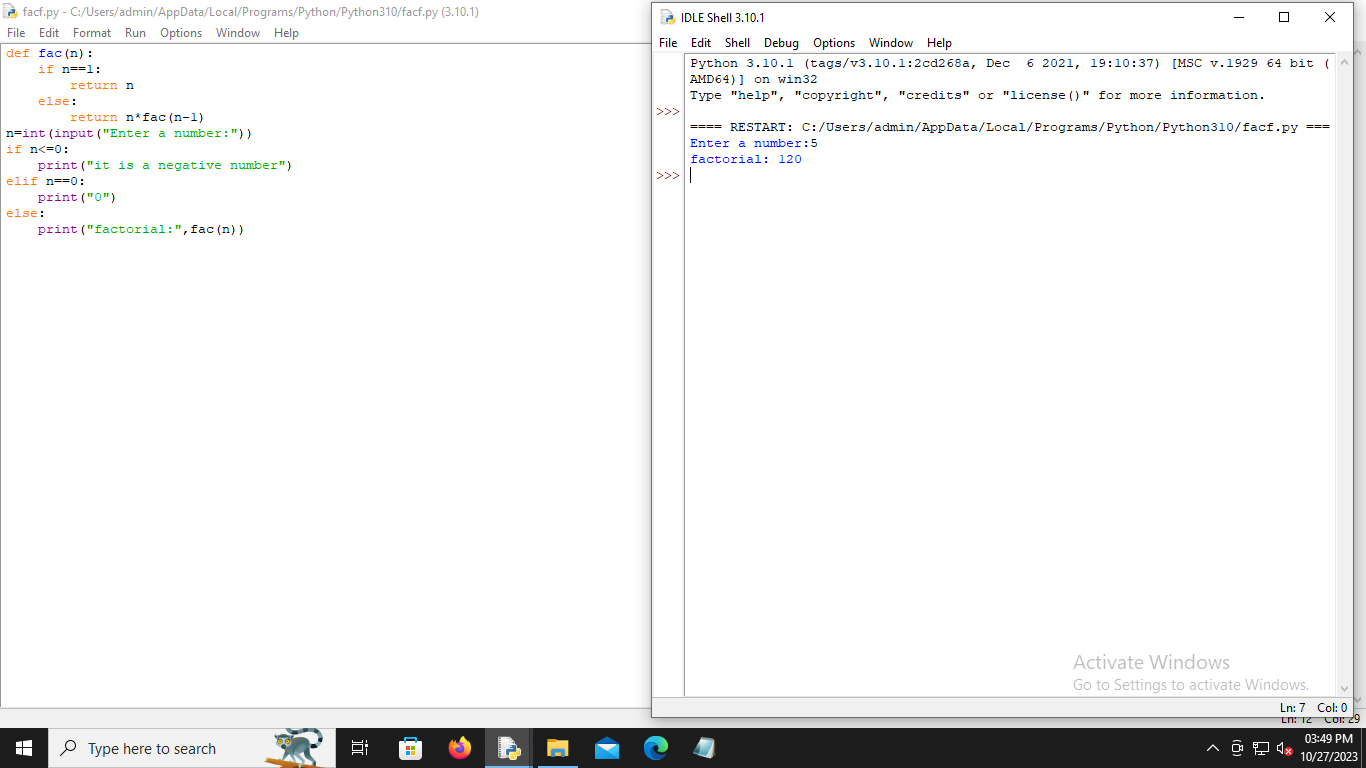 facf.py - C:/Users/admin/AppData/Local/Programs/Python/Python310/facf.py (3.10.1)
File Edit Format Run Options Window Help
def fac(n):
    if n==1:
        return n
    else:
        return n*fac(n-1)
n=int(input("Enter a number:"))
if n<=0:
    print("it is a negative number")
elif n==0:
    print("0")
else:
    print("factorial:",fac(n))
IDLE Shell 3.10.1
File Edit Shell Debug Options Window Help
Python 3.10.1 (tags/v3.10.1:2cd268a, Dec  6 2021, 19:10:37) [MSC v.1929 64 bit (
AMD64)] on win32
Type "help", "copyright", "credits" or "license()" for more information.
>>>
==== RESTART: C:/Users/admin/AppData/Local/Programs/Python/Python310/facf.py ===
Enter a number:5
factorial: 120
>>>
Activate Windows
Go to Settings to activate Windows.
Ln: 7 Col: 0
Ln: 12 Col: 29
Type here to search
03:49 PM
10/27/2023